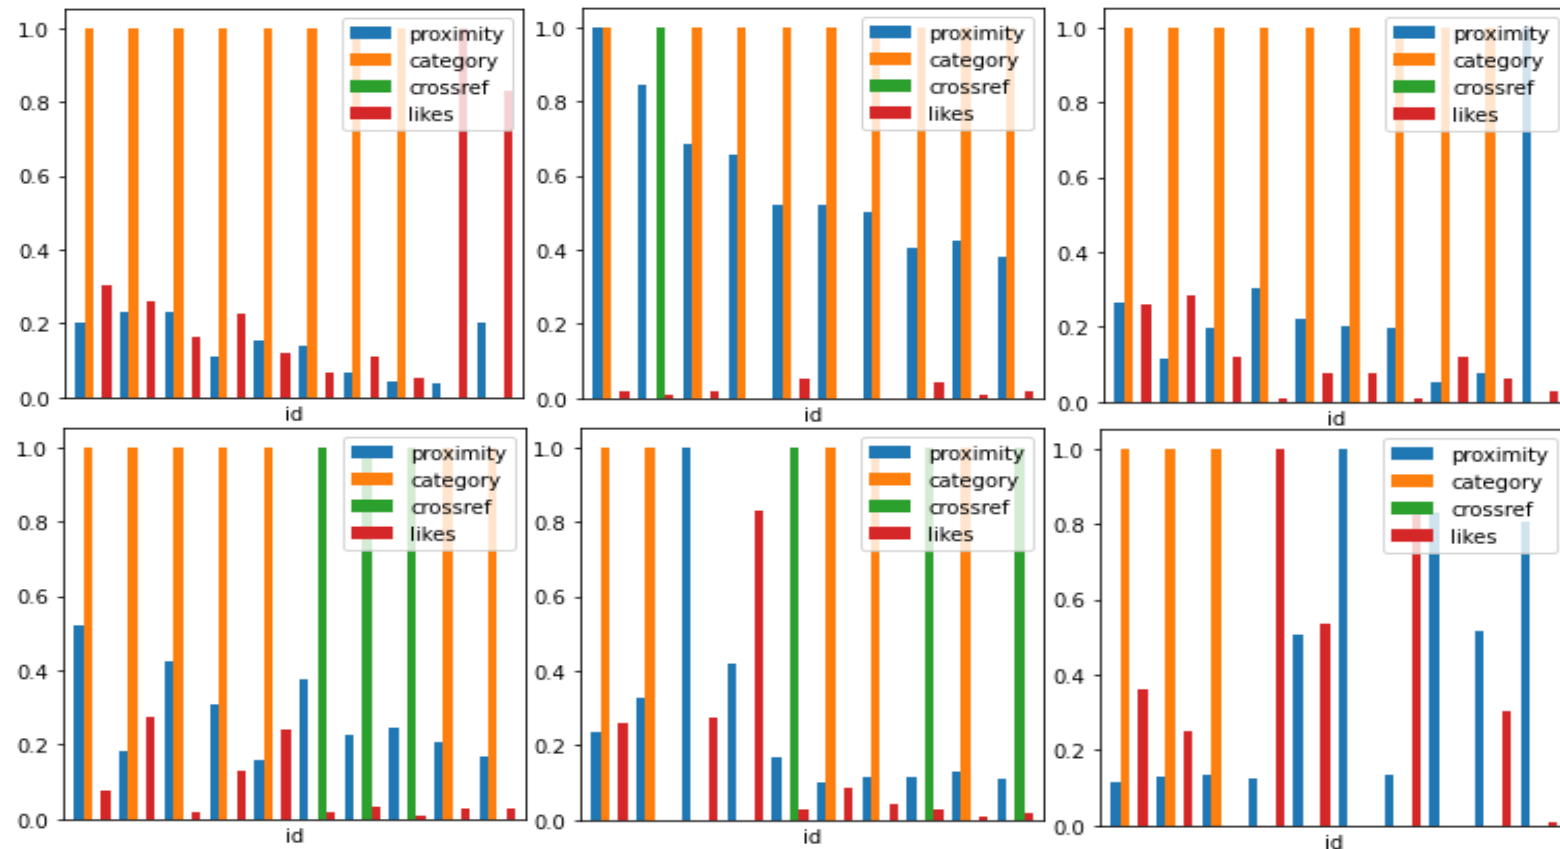 1.0
0.8
0.6
0.4
0.2
0.0
proximity
category
crossref
likes
id
1.0
0.8
0.6
0.4
0.2
0.0
proximity
category
crossref
likes
id
1.0
0.8
0.6
0.4
0.2
0.0
proximity
category
crossref
likes
id
1.0
0.8
0.6
0.4
0.2
0.0
proximity
category
crossref
likes
id
1.0
0.8
0.6
0.4
0.2
0.0
proximity
category
crossref
likes
id
1.0
0.8
0.6
0.4
0.2
0.0
proximity
category
crossref
likes
id